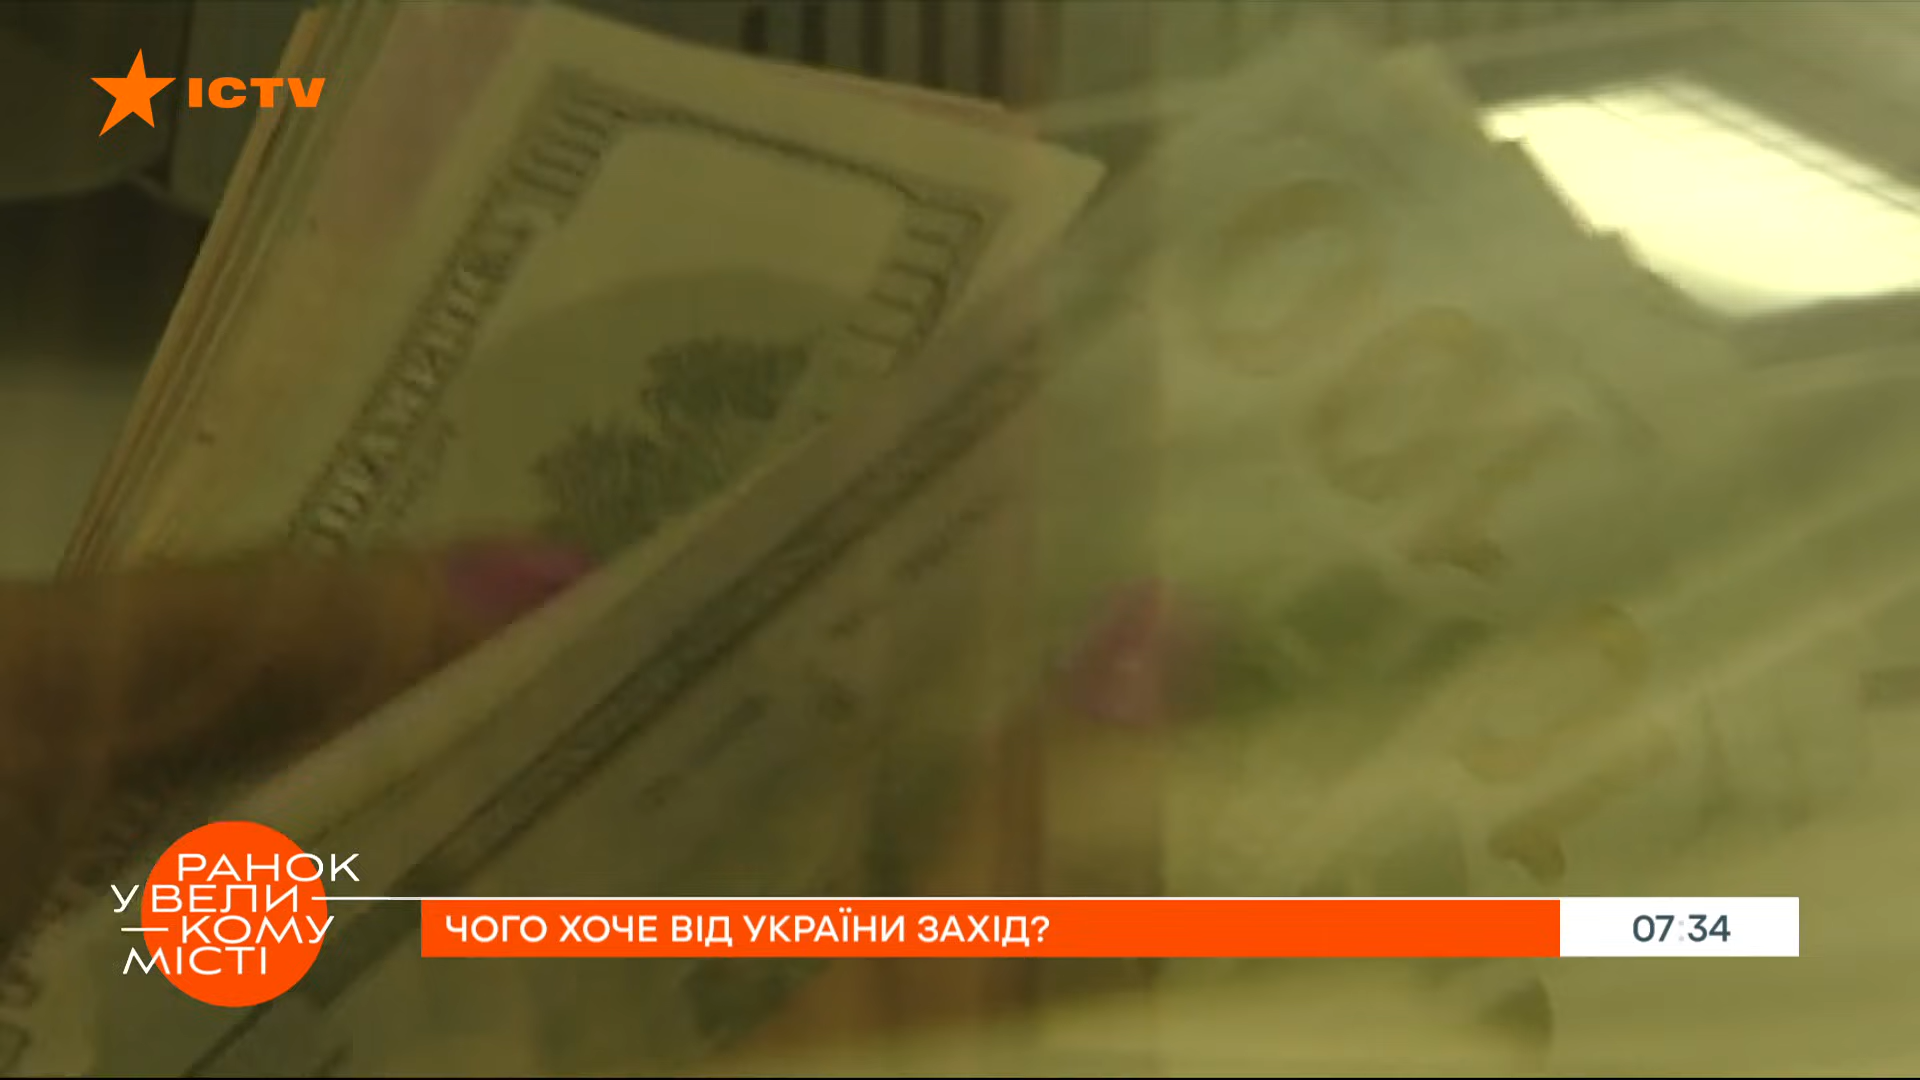 ICTV
РАНОК
У ВЕЛИ
КОМУ
МІСТІ
ЧОГО ХОЧЕ ВІД УКРАЇНИ ЗАХІД?
07:34